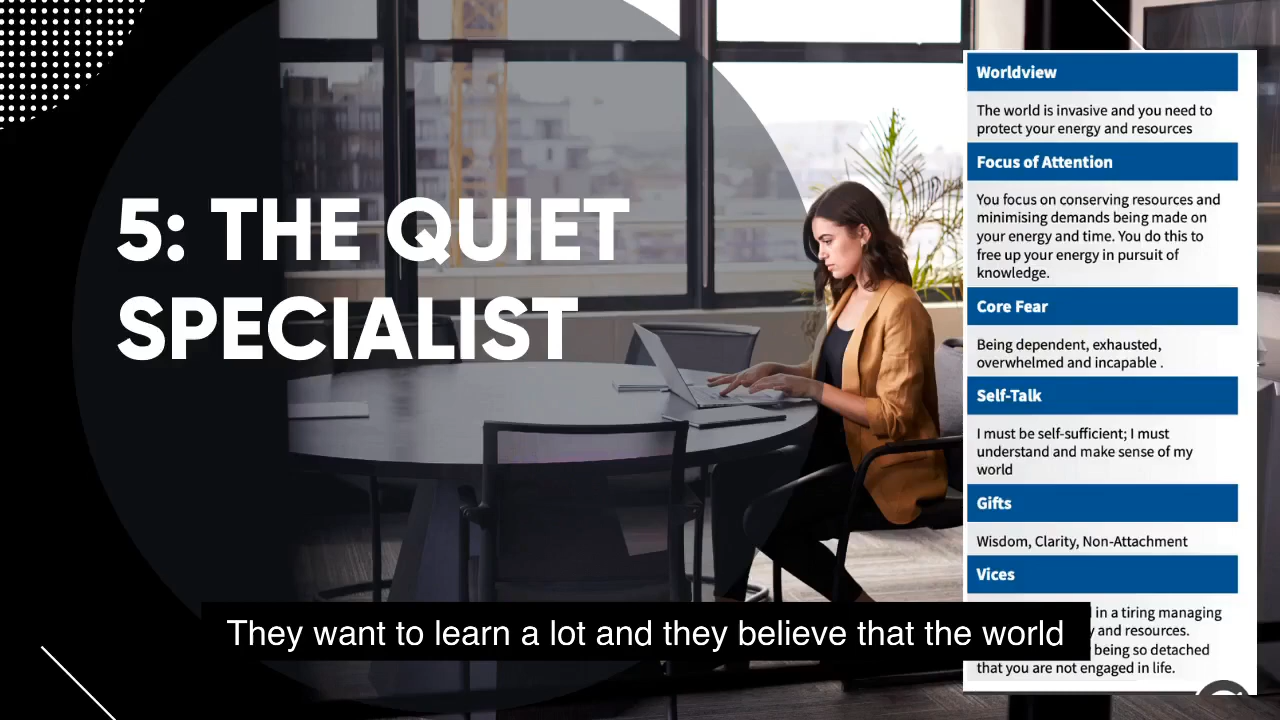 5: THE QUIET
SPECIALIST
Worldview
The world is invasive and you need to
protect your energy and resources
Focus of Attention
You focus on conserving resources and
minimising demands being made on
your energy and time. You do this to
free up your energy in pursuit of
knowledge.
Core Fear
Being dependent, exhausted,
overwhelmed and incapable .
Self-Talk
I must be self-sufficient; I must
understand and make sense of my
world
Gifts
Wisdom, Clarity, Non-Attachment
Vices
in a tiring managing
and resources.
being so detached
that you are not engaged in life.
They want to learn a lot and they believe that the world